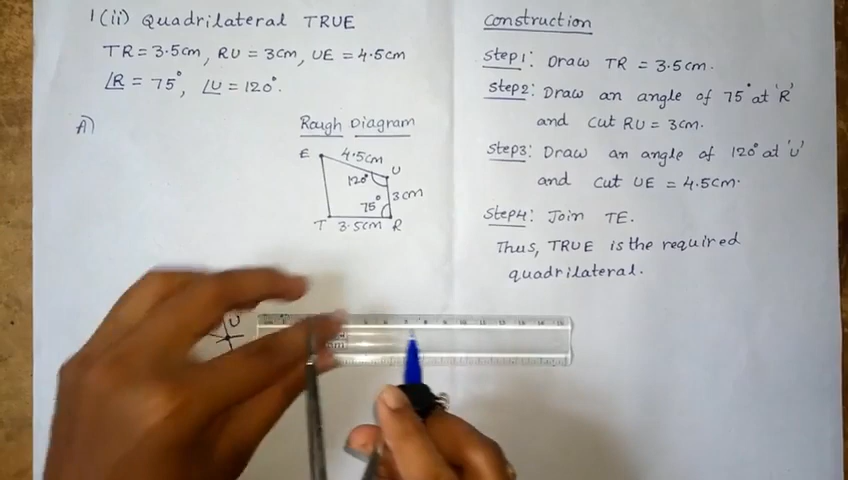 1(ii) Quadrilateral TRUE
TR = 3.5cm, RU = 3cm, UE = 4.5cm
∠R = 75°, ∠U = 120°.
A)
Rough Diagram
E 4.5cm U
120°
3cm
75°
T 3.5cm R
U
Construction
Step1: Draw TR = 3.5cm.
Step2: Draw an angle of 75° at 'R'
and cut RU = 3cm.
Step3: Draw an angle of 120° at 'U'
and cut UE = 4.5cm.
Step4: Join TE.
Thus, TRUE is the required
quadrilateral.